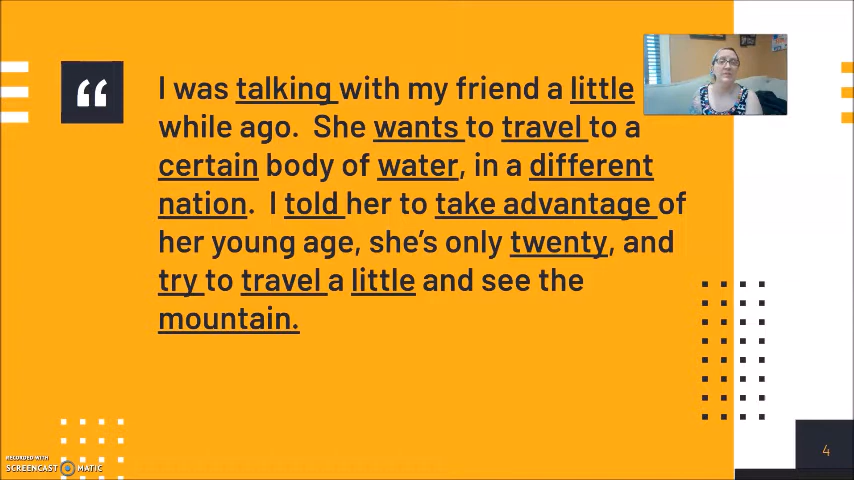 “
I was talking with my friend a little
while ago. She wants to travel to a
certain body of water, in a different
nation. I told her to take advantage of
her young age, she's only twenty, and
try to travel a little and see the
mountain.
4
RECORDED WITH
SCREENCAST MATIC